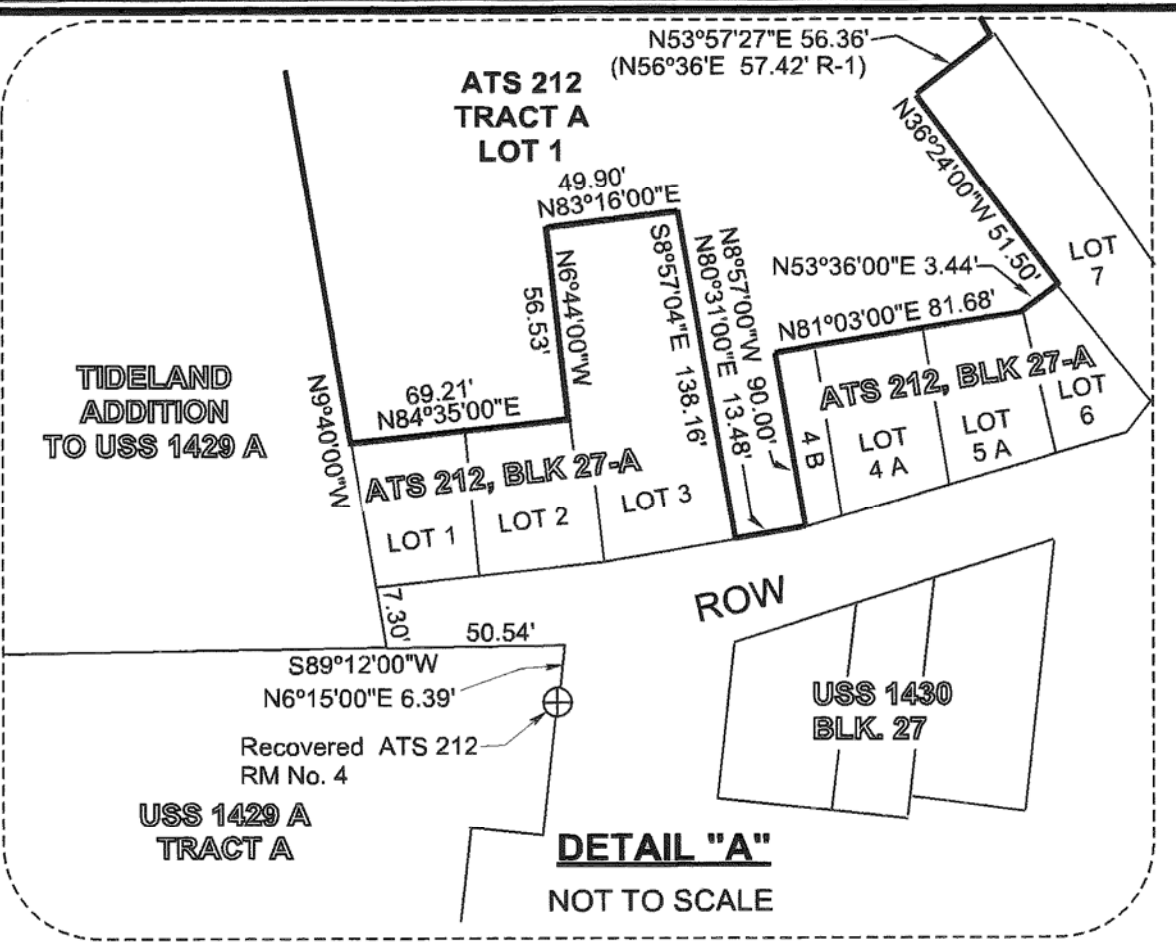 N53°57'27"E 56.36'
(N56°36'E 57.42' R-1)
ATS 212
TRACT A
LOT 1
49.90'
N83°16'00"E
N36°24'00"W 51.50'
LOT
7
N53°36'00"E 3.44'
N81°03'00"E 81.68'
N8°57'00"W 90.00'
N80°31'00"E 13.48'
S8°57'04"E 138.16'
N6°44'00"W
56.53'
TIDELAND
ADDITION
TO USS 1429 A
N9°40'00"W
69.21'
N84°35'00"E
ATS 212, BLK 27-A
LOT 1
LOT 2
LOT 3
ATS 212, BLK 27-A
4 B
LOT
4 A
LOT
5 A
LOT
6
ROW
7.30'
50.54'
S89°12'00"W
N6°15'00"E 6.39'
Recovered ATS 212
RM No. 4
USS 1429 A
TRACT A
USS 1430
BLK. 27
DETAIL "A"
NOT TO SCALE